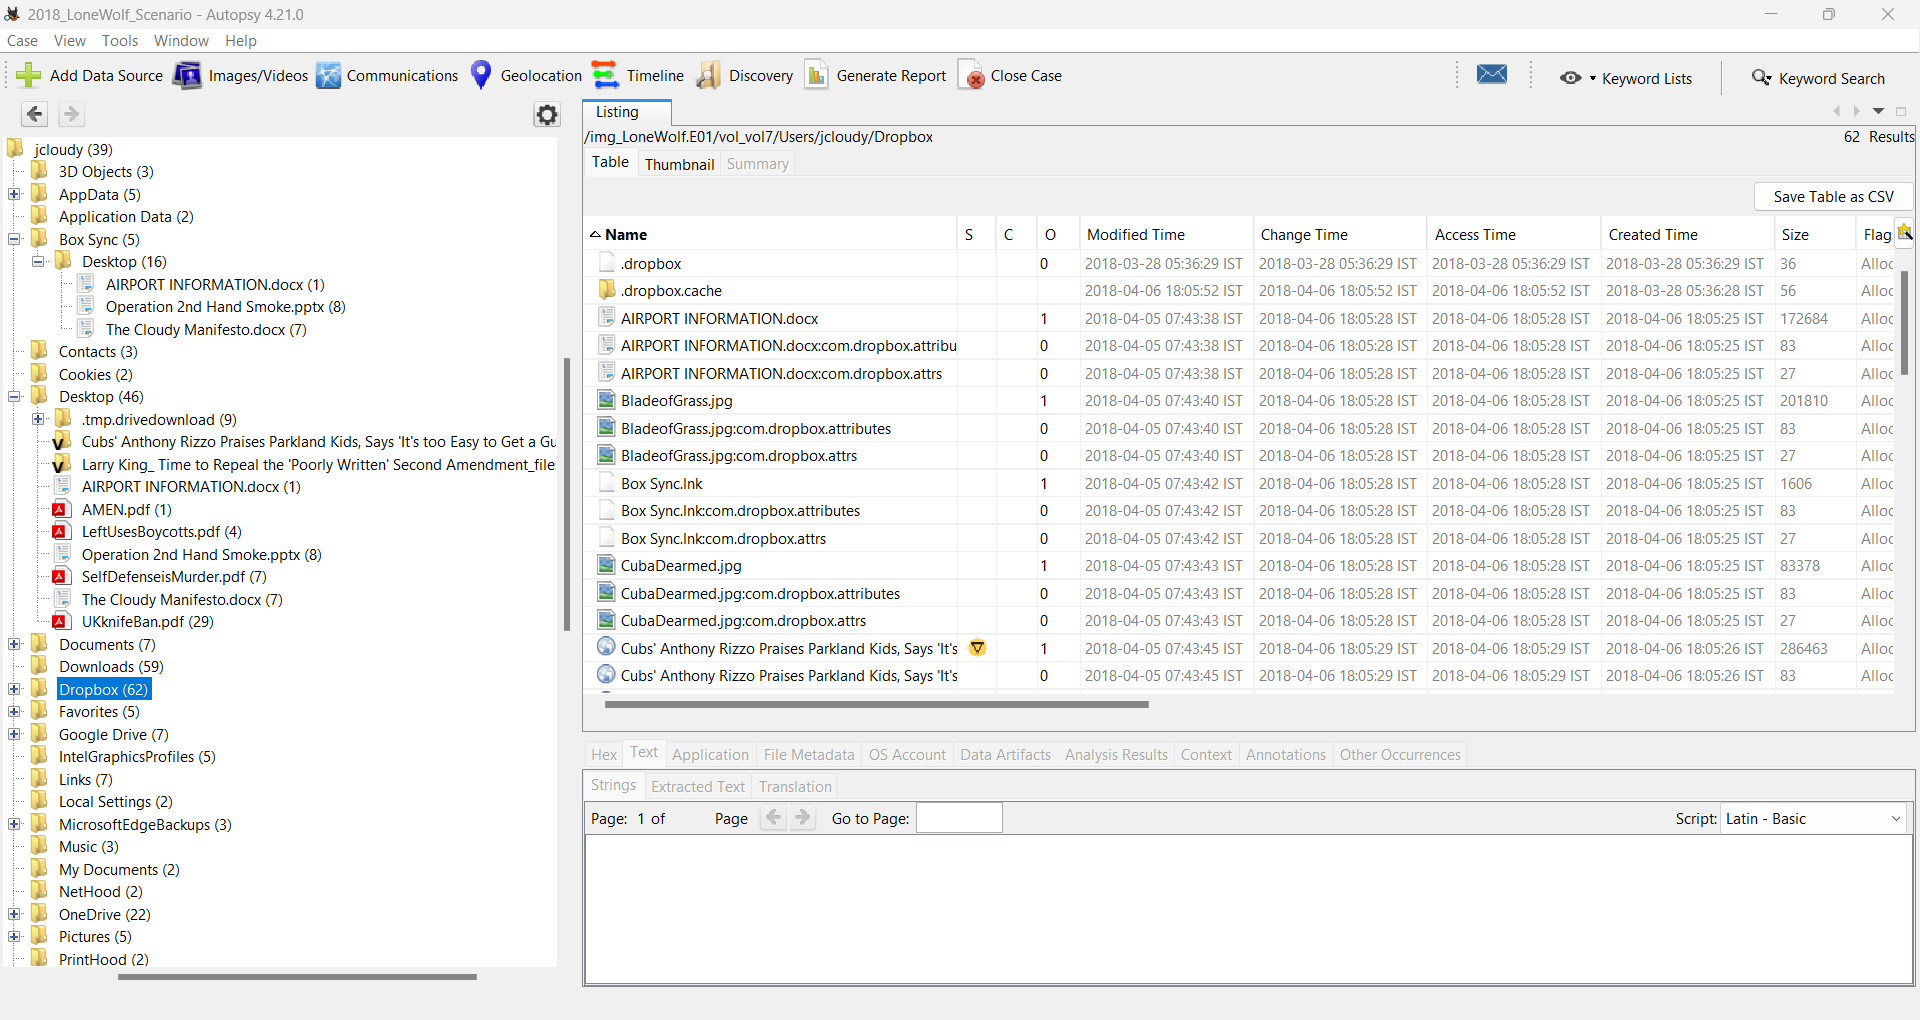 2018_LoneWolf_Scenario - Autopsy 4.21.0
Case View Tools Window Help
Add Data Source Images/Videos Communications Geolocation Timeline Discovery Generate Report Close Case Keyword Lists Keyword Search
jcloudy (39)
3D Objects (3)
AppData (5)
Application Data (2)
Box Sync (5)
Desktop (16)
AIRPORT INFORMATION.docx (1)
Operation 2nd Hand Smoke.pptx (8)
The Cloudy Manifesto.docx (7)
Contacts (3)
Cookies (2)
Desktop (46)
.tmp.drivedownload (9)
Cubs' Anthony Rizzo Praises Parkland Kids, Says 'It's too Easy to Get a Gu
Larry King_ Time to Repeal the 'Poorly Written' Second Amendment_file
AIRPORT INFORMATION.docx (1)
AMEN.pdf (1)
LeftUsesBoycotts.pdf (4)
Operation 2nd Hand Smoke.pptx (8)
SelfDefenseisMurder.pdf (7)
The Cloudy Manifesto.docx (7)
UKknifeBan.pdf (29)
Documents (7)
Downloads (59)
Dropbox (62)
Favorites (5)
Google Drive (7)
IntelGraphicsProfiles (5)
Links (7)
Local Settings (2)
MicrosoftEdgeBackups (3)
Music (3)
My Documents (2)
NetHood (2)
OneDrive (22)
Pictures (5)
PrintHood (2)
Listing
/img_LoneWolf.E01/vol_vol7/Users/jcloudy/Dropbox 62 Results
Table Thumbnail Summary
Save Table as CSV
Name S C O Modified Time Change Time Access Time Created Time Size Flag
.dropbox 0 2018-03-28 05:36:29 IST 2018-03-28 05:36:29 IST 2018-03-28 05:36:29 IST 2018-03-28 05:36:29 IST 36 Alloc
.dropbox.cache 2018-04-06 18:05:52 IST 2018-04-06 18:05:52 IST 2018-04-06 18:05:52 IST 2018-03-28 05:36:28 IST 56 Alloc
AIRPORT INFORMATION.docx 1 2018-04-05 07:43:38 IST 2018-04-06 18:05:28 IST 2018-04-06 18:05:28 IST 2018-04-06 18:05:25 IST 172684 Alloc
AIRPORT INFORMATION.docx:com.dropbox.attribu 0 2018-04-05 07:43:38 IST 2018-04-06 18:05:28 IST 2018-04-06 18:05:28 IST 2018-04-06 18:05:25 IST 83 Alloc
AIRPORT INFORMATION.docx:com.dropbox.attrs 0 2018-04-05 07:43:38 IST 2018-04-06 18:05:28 IST 2018-04-06 18:05:28 IST 2018-04-06 18:05:25 IST 27 Alloc
BladeofGrass.jpg 1 2018-04-05 07:43:40 IST 2018-04-06 18:05:28 IST 2018-04-06 18:05:28 IST 2018-04-06 18:05:25 IST 201810 Alloc
BladeofGrass.jpg:com.dropbox.attributes 0 2018-04-05 07:43:40 IST 2018-04-06 18:05:28 IST 2018-04-06 18:05:28 IST 2018-04-06 18:05:25 IST 83 Alloc
BladeofGrass.jpg:com.dropbox.attrs 0 2018-04-05 07:43:40 IST 2018-04-06 18:05:28 IST 2018-04-06 18:05:28 IST 2018-04-06 18:05:25 IST 27 Alloc
Box Sync.lnk 1 2018-04-05 07:43:42 IST 2018-04-06 18:05:28 IST 2018-04-06 18:05:28 IST 2018-04-06 18:05:25 IST 1606 Alloc
Box Sync.lnk:com.dropbox.attributes 0 2018-04-05 07:43:42 IST 2018-04-06 18:05:28 IST 2018-04-06 18:05:28 IST 2018-04-06 18:05:25 IST 83 Alloc
Box Sync.lnk:com.dropbox.attrs 0 2018-04-05 07:43:42 IST 2018-04-06 18:05:28 IST 2018-04-06 18:05:28 IST 2018-04-06 18:05:25 IST 27 Alloc
CubaDearmed.jpg 1 2018-04-05 07:43:43 IST 2018-04-06 18:05:28 IST 2018-04-06 18:05:28 IST 2018-04-06 18:05:25 IST 83378 Alloc
CubaDearmed.jpg:com.dropbox.attributes 0 2018-04-05 07:43:43 IST 2018-04-06 18:05:28 IST 2018-04-06 18:05:28 IST 2018-04-06 18:05:25 IST 83 Alloc
CubaDearmed.jpg:com.dropbox.attrs 0 2018-04-05 07:43:43 IST 2018-04-06 18:05:28 IST 2018-04-06 18:05:28 IST 2018-04-06 18:05:25 IST 27 Alloc
Cubs' Anthony Rizzo Praises Parkland Kids, Says 'It's 1 2018-04-05 07:43:45 IST 2018-04-06 18:05:29 IST 2018-04-06 18:05:29 IST 2018-04-06 18:05:26 IST 286463 Alloc
Cubs' Anthony Rizzo Praises Parkland Kids, Says 'It's 0 2018-04-05 07:43:45 IST 2018-04-06 18:05:29 IST 2018-04-06 18:05:29 IST 2018-04-06 18:05:26 IST 83 Alloc
Hex Text Application File Metadata OS Account Data Artifacts Analysis Results Context Annotations Other Occurrences
Strings Extracted Text Translation
Page: 1 of Page Go to Page: Script: Latin - Basic